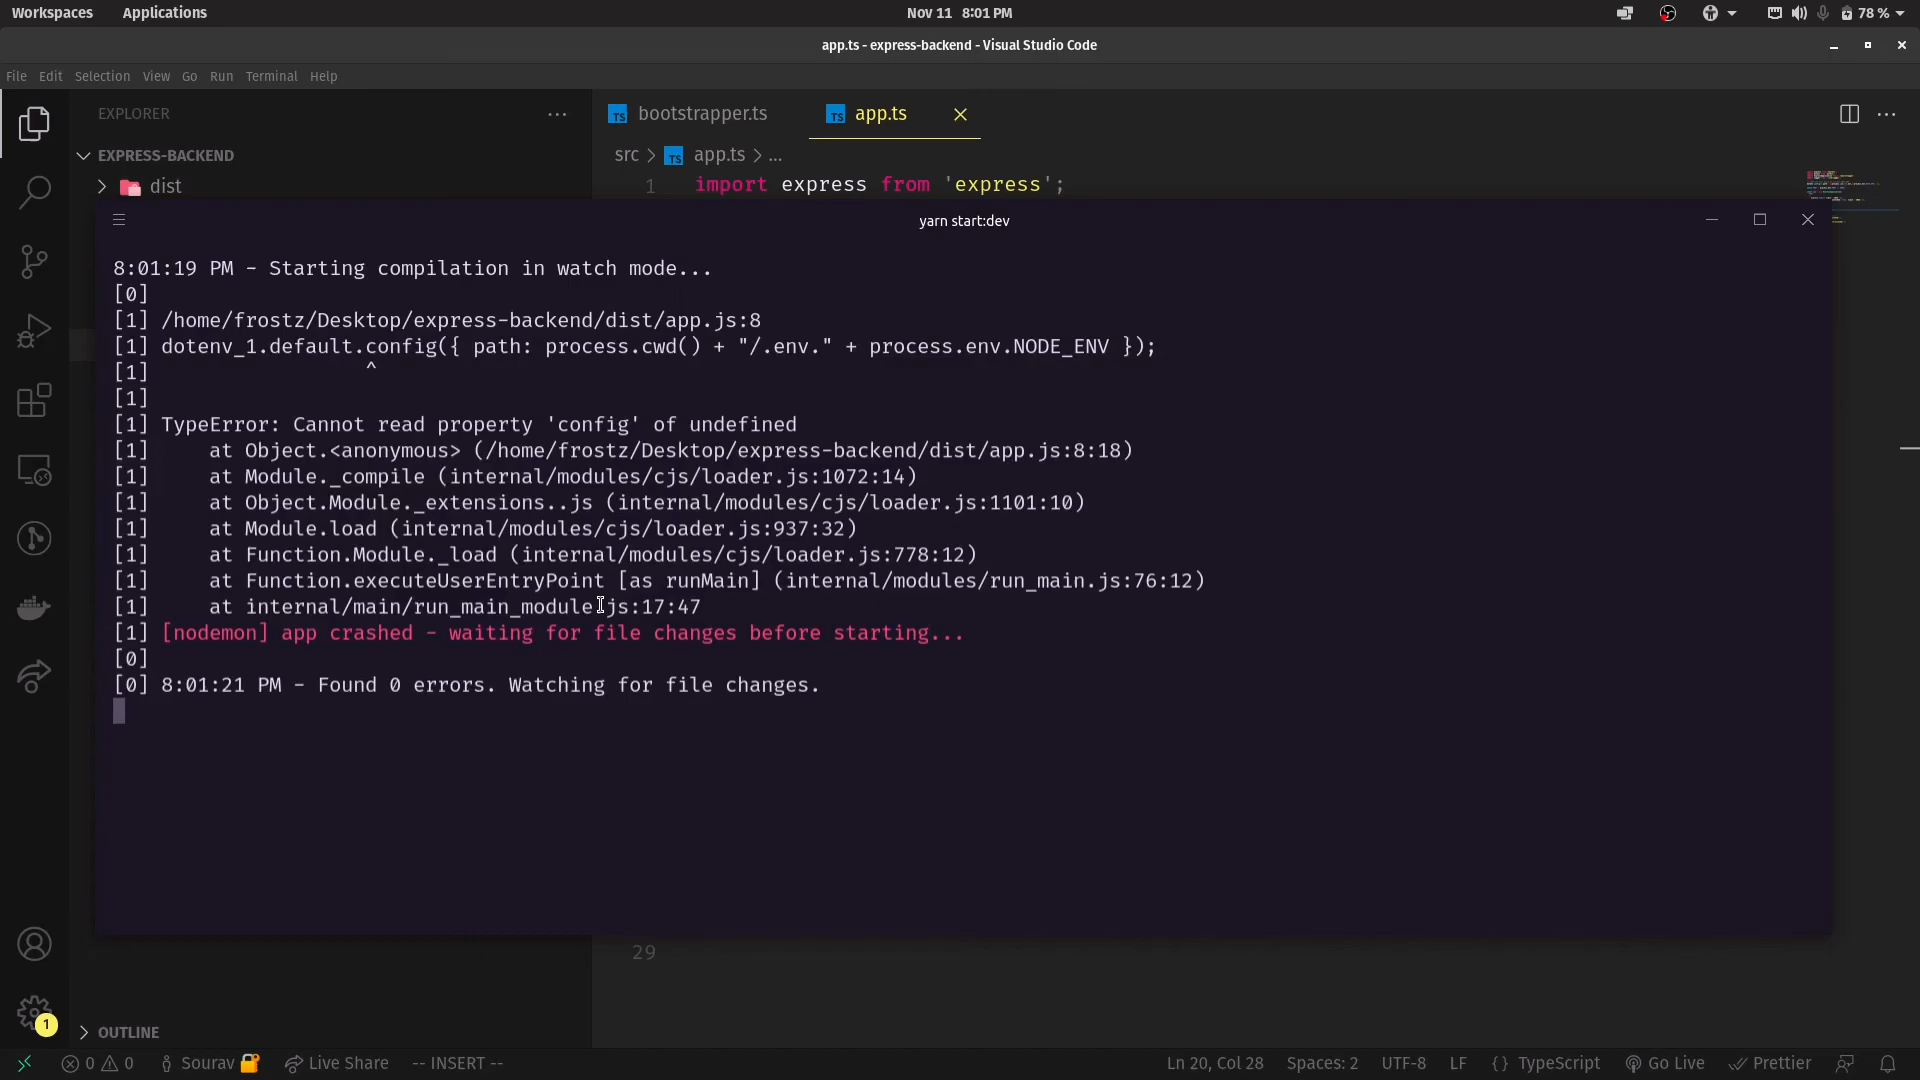 Workspaces Applications Nov 11 8:01 PM 78 %
app.ts - express-backend - Visual Studio Code
File Edit Selection View Go Run Terminal Help
EXPLORER
TS bootstrapper.ts TS app.ts
EXPRESS-BACKEND
src > TS app.ts > ...
dist
1 import express from 'express';
yarn start:dev
8:01:19 PM - Starting compilation in watch mode...
[0]
[1] /home/frostz/Desktop/express-backend/dist/app.js:8
[1] dotenv_1.default.config({ path: process.cwd() + "/.env." + process.env.NODE_ENV });
[1] ^
[1]
[1] TypeError: Cannot read property 'config' of undefined
[1] at Object.<anonymous> (/home/frostz/Desktop/express-backend/dist/app.js:8:18)
[1] at Module._compile (internal/modules/cjs/loader.js:1072:14)
[1] at Object.Module._extensions..js (internal/modules/cjs/loader.js:1101:10)
[1] at Module.load (internal/modules/cjs/loader.js:937:32)
[1] at Function.Module._load (internal/modules/cjs/loader.js:778:12)
[1] at Function.executeUserEntryPoint [as runMain] (internal/modules/run_main.js:76:12)
[1] at internal/main/run_main_module.js:17:47
[1] [nodemon] app crashed - waiting for file changes before starting...
[0]
[0] 8:01:21 PM - Found 0 errors. Watching for file changes.
29
1
OUTLINE
0 0 Sourav Live Share -- INSERT -- Ln 20, Col 28 Spaces: 2 UTF-8 LF {} TypeScript Go Live Prettier